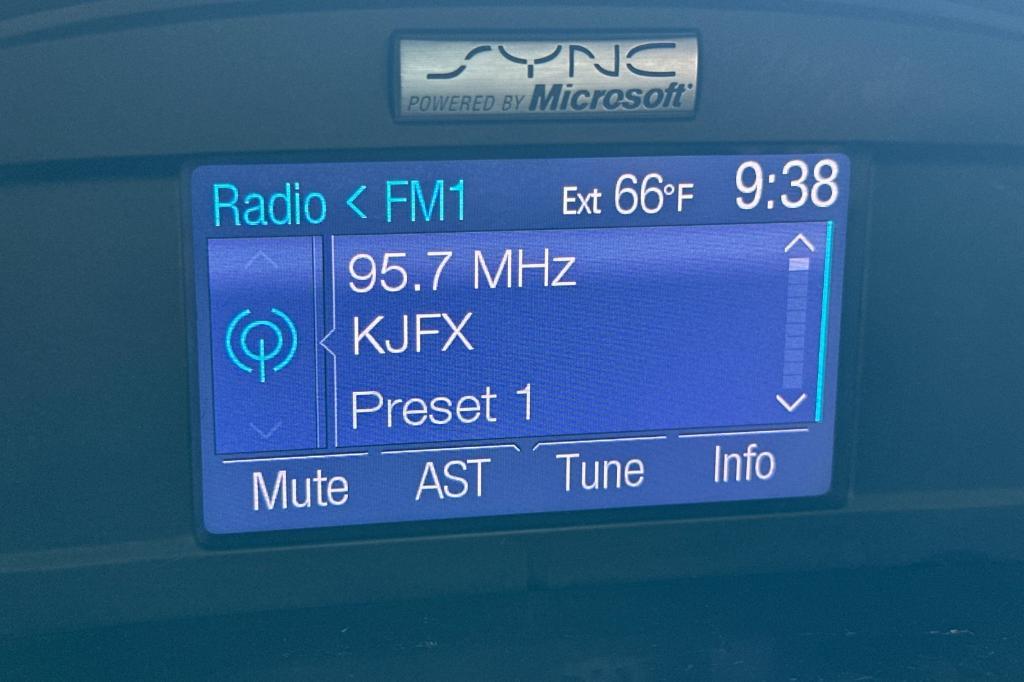 SYNC
POWERED BY Microsoft
Radio < FM1 Ext 66°F 9:38
95.7 MHz
KJFX
Preset 1
Mute AST Tune Info